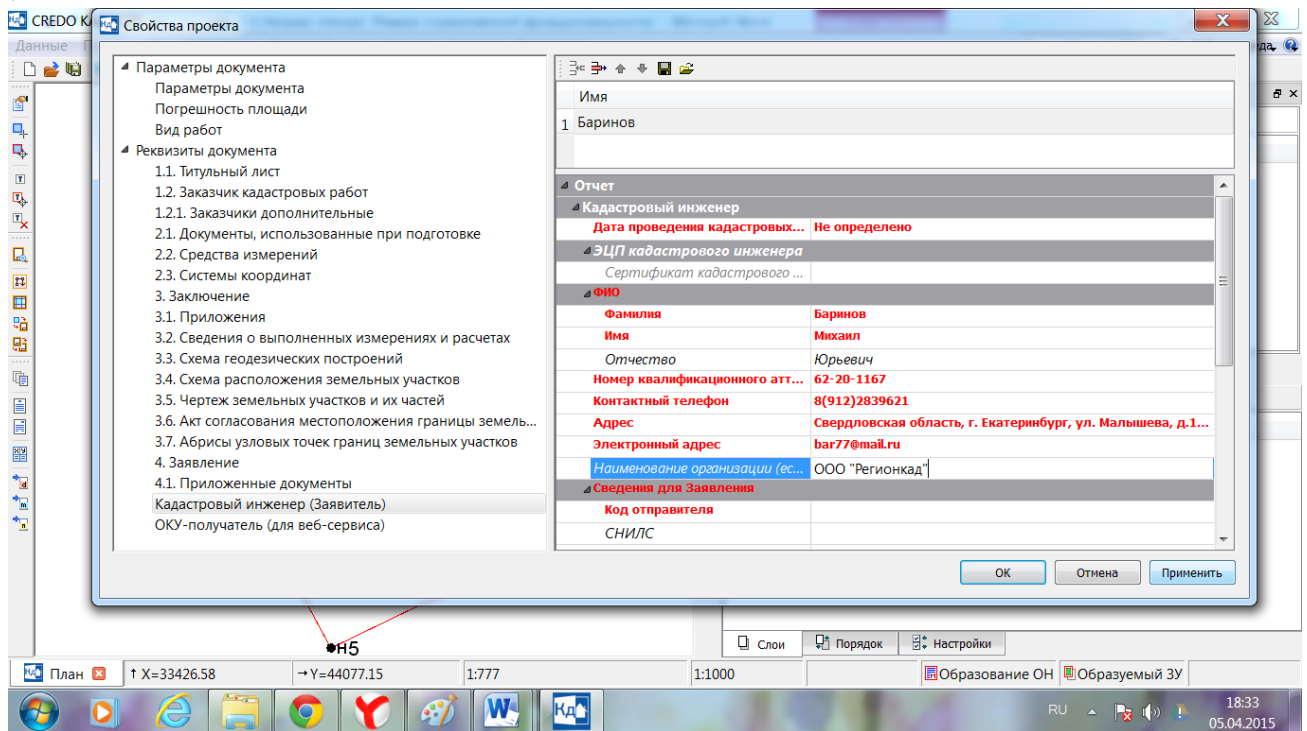 CREDO К
Свойства проекта
Данные
да
Параметры документа
Параметры документа
Погрешность площади
Вид работ
Реквизиты документа
1.1. Титульный лист
1.2. Заказчик кадастровых работ
1.2.1. Заказчики дополнительные
2.1. Документы, использованные при подготовке
2.2. Средства измерений
2.3. Системы координат
3. Заключение
3.1. Приложения
3.2. Сведения о выполненных измерениях и расчетах
3.3. Схема геодезических построений
3.4. Схема расположения земельных участков
3.5. Чертеж земельных участков и их частей
3.6. Акт согласования местоположения границы земель...
3.7. Абрисы узловых точек границ земельных участков
4. Заявление
4.1. Приложенные документы
Кадастровый инженер (Заявитель)
ОКУ-получатель (для веб-сервиса)
Имя
1 Баринов
Отчет
Кадастровый инженер
Дата проведения кадастровых... Не определено
ЭЦП кадастрового инженера
Сертификат кадастрового ...
ФИО
Фамилия Баринов
Имя Михаил
Отчество Юрьевич
Номер квалификационного атт... 62-20-1167
Контактный телефон 8(912)2839621
Адрес Свердловская область, г. Екатеринбург, ул. Малышева, д.1...
Электронный адрес bar77@mail.ru
Наименование организации (ес... ООО "Регионкад"
Сведения для Заявления
Код отправителя
СНИЛС
ОК Отмена Применить
н5
Слои Порядок Настройки
План X=33426.58 Y=44077.15 1:777 1:1000 Образование ОН Образуемый ЗУ
RU 18:33
05.04.2015